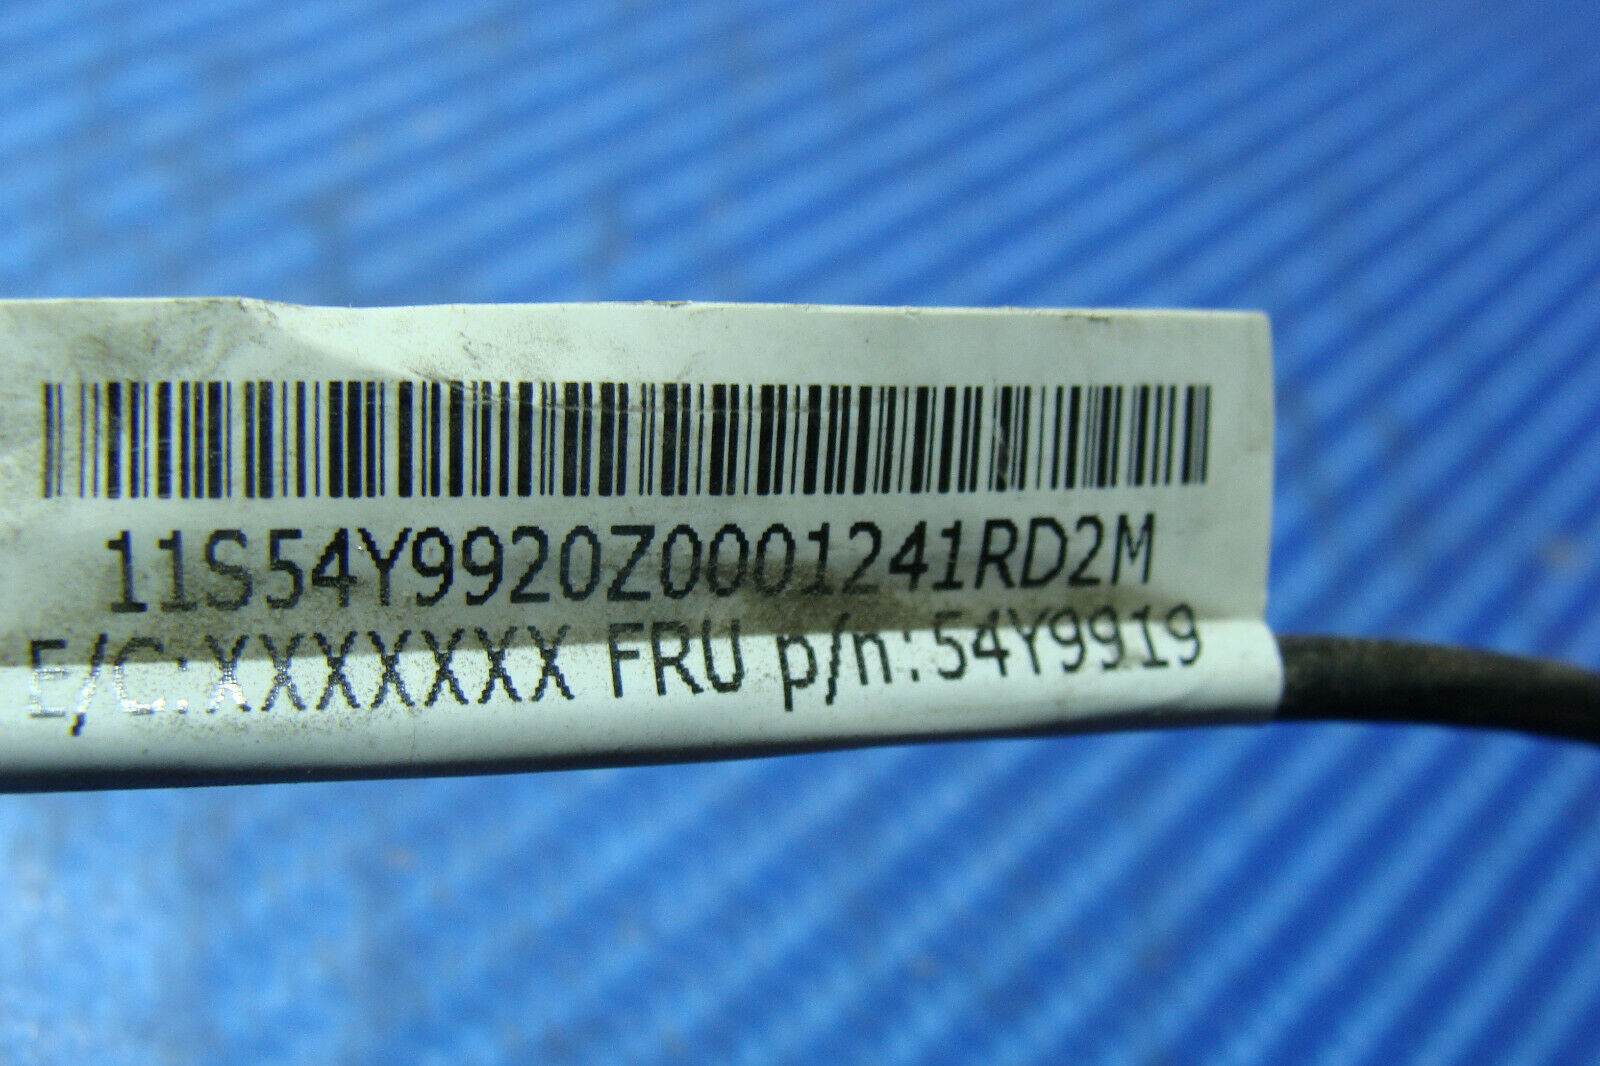 11S54Y9920Z0001241RD2M
E/C:XXXXXXX FRU p/n:54Y9919